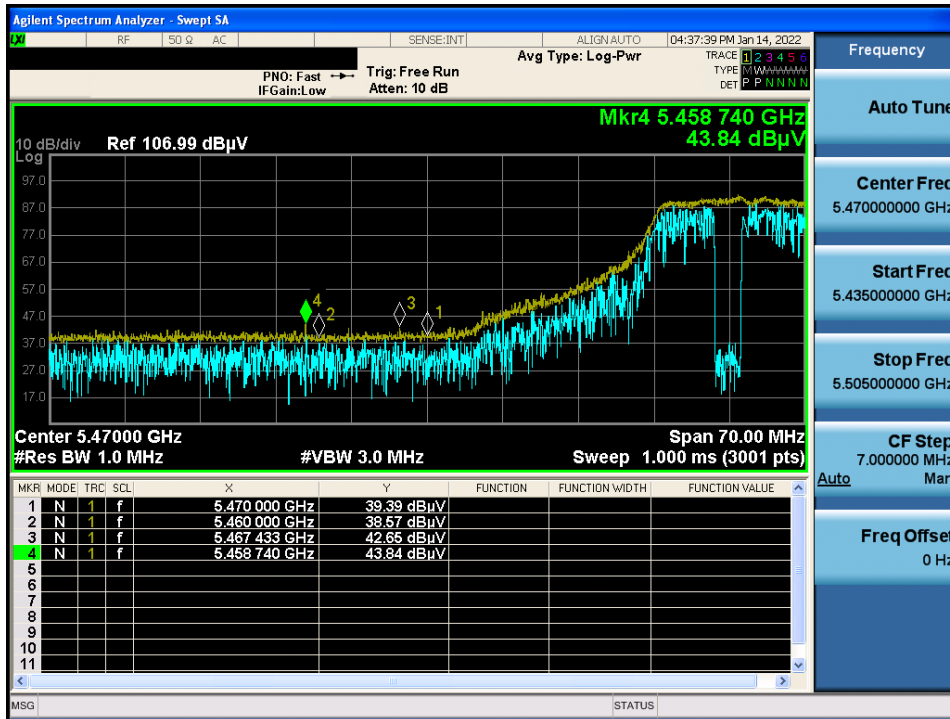 Agilent Spectrum Analyzer - Swept SA
LXI RF 50 Ω AC SENSE:INT ALIGN AUTO 04:37:39 PM Jan 14, 2022
Frequency
Avg Type: Log-Pwr TRACE 1 2 3 4 5 6
PNO: Fast Trig: Free Run TYPE M
IFGain:Low Atten: 10 dB DET P P N N N N
Auto Tune
Mkr4 5.458 740 GHz
10 dB/div Ref 106.99 dBµV 43.84 dBµV
Log
97.0
87.0
77.0
67.0
57.0
47.0
37.0
27.0
17.0
4
2
3
1
Center 5.47000 GHz Span 70.00 MHz
#Res BW 1.0 MHz #VBW 3.0 MHz Sweep 1.000 ms (3001 pts)
Center Freq
5.470000000 GHz
Start Freq
5.435000000 GHz
Stop Freq
5.505000000 GHz
CF Step
7.000000 MHz
Auto Man
Freq Offset
0 Hz
MKR MODE TRC SCL X Y FUNCTION FUNCTION WIDTH FUNCTION VALUE
1 N 1 f 5.470 000 GHz 39.39 dBµV
2 N 1 f 5.460 000 GHz 38.57 dBµV
3 N 1 f 5.467 433 GHz 42.65 dBµV
4 N 1 f 5.458 740 GHz 43.84 dBµV
5
6
7
8
9
10
11
MSG STATUS